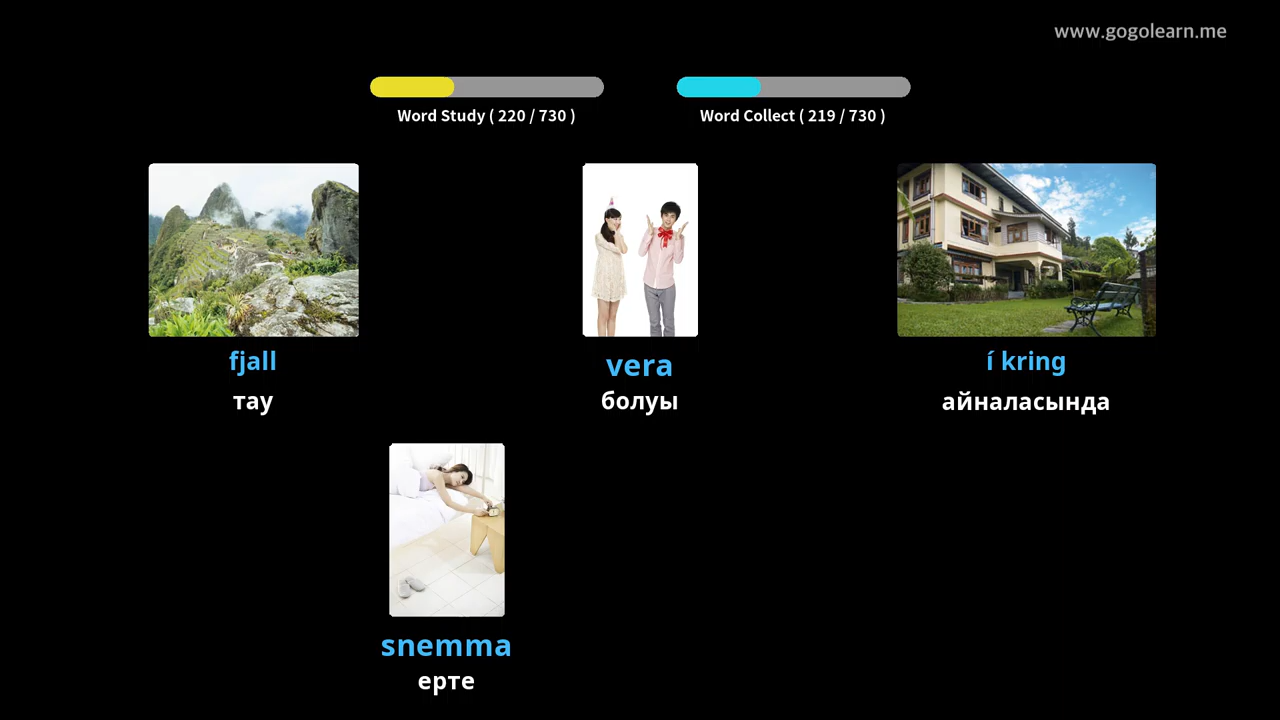 www.gogolearn.me
Word Study ( 220 / 730 )
Word Collect ( 219 / 730 )
fjall
тау
vera
болуы
í kring
айналасында
snemma
ерте